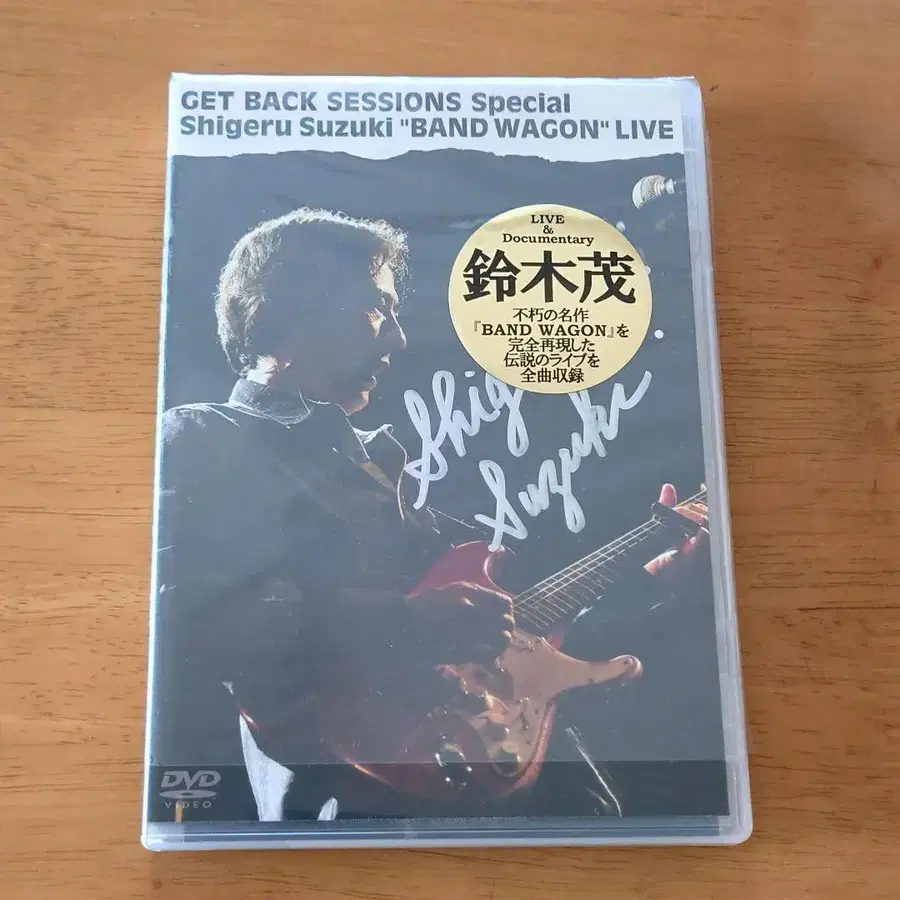 GET BACK SESSIONS Special
Shigeru Suzuki "BAND WAGON" LIVE
LIVE
&
Documentary
鈴木茂
不朽の名作
『BAND WAGON』を
完全再現した
伝説のライブを
全曲収録
Shig
Suzuki
DVD
VIDEO